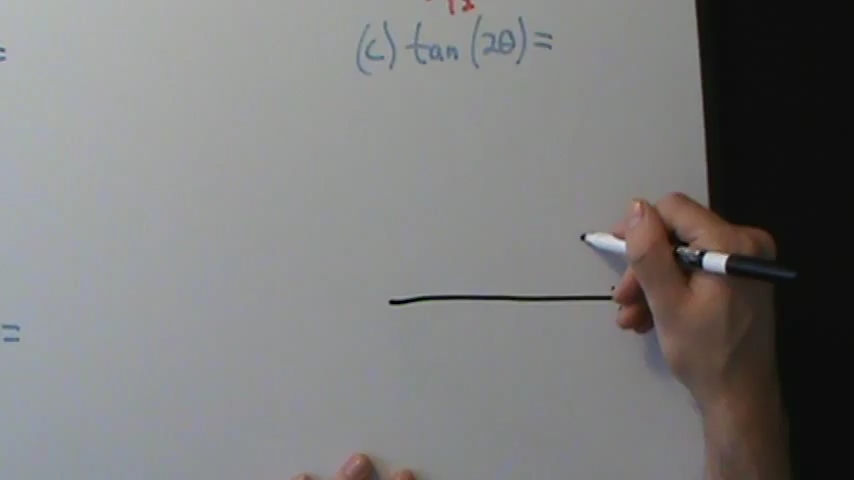 (c) tan(2θ)=
=
=